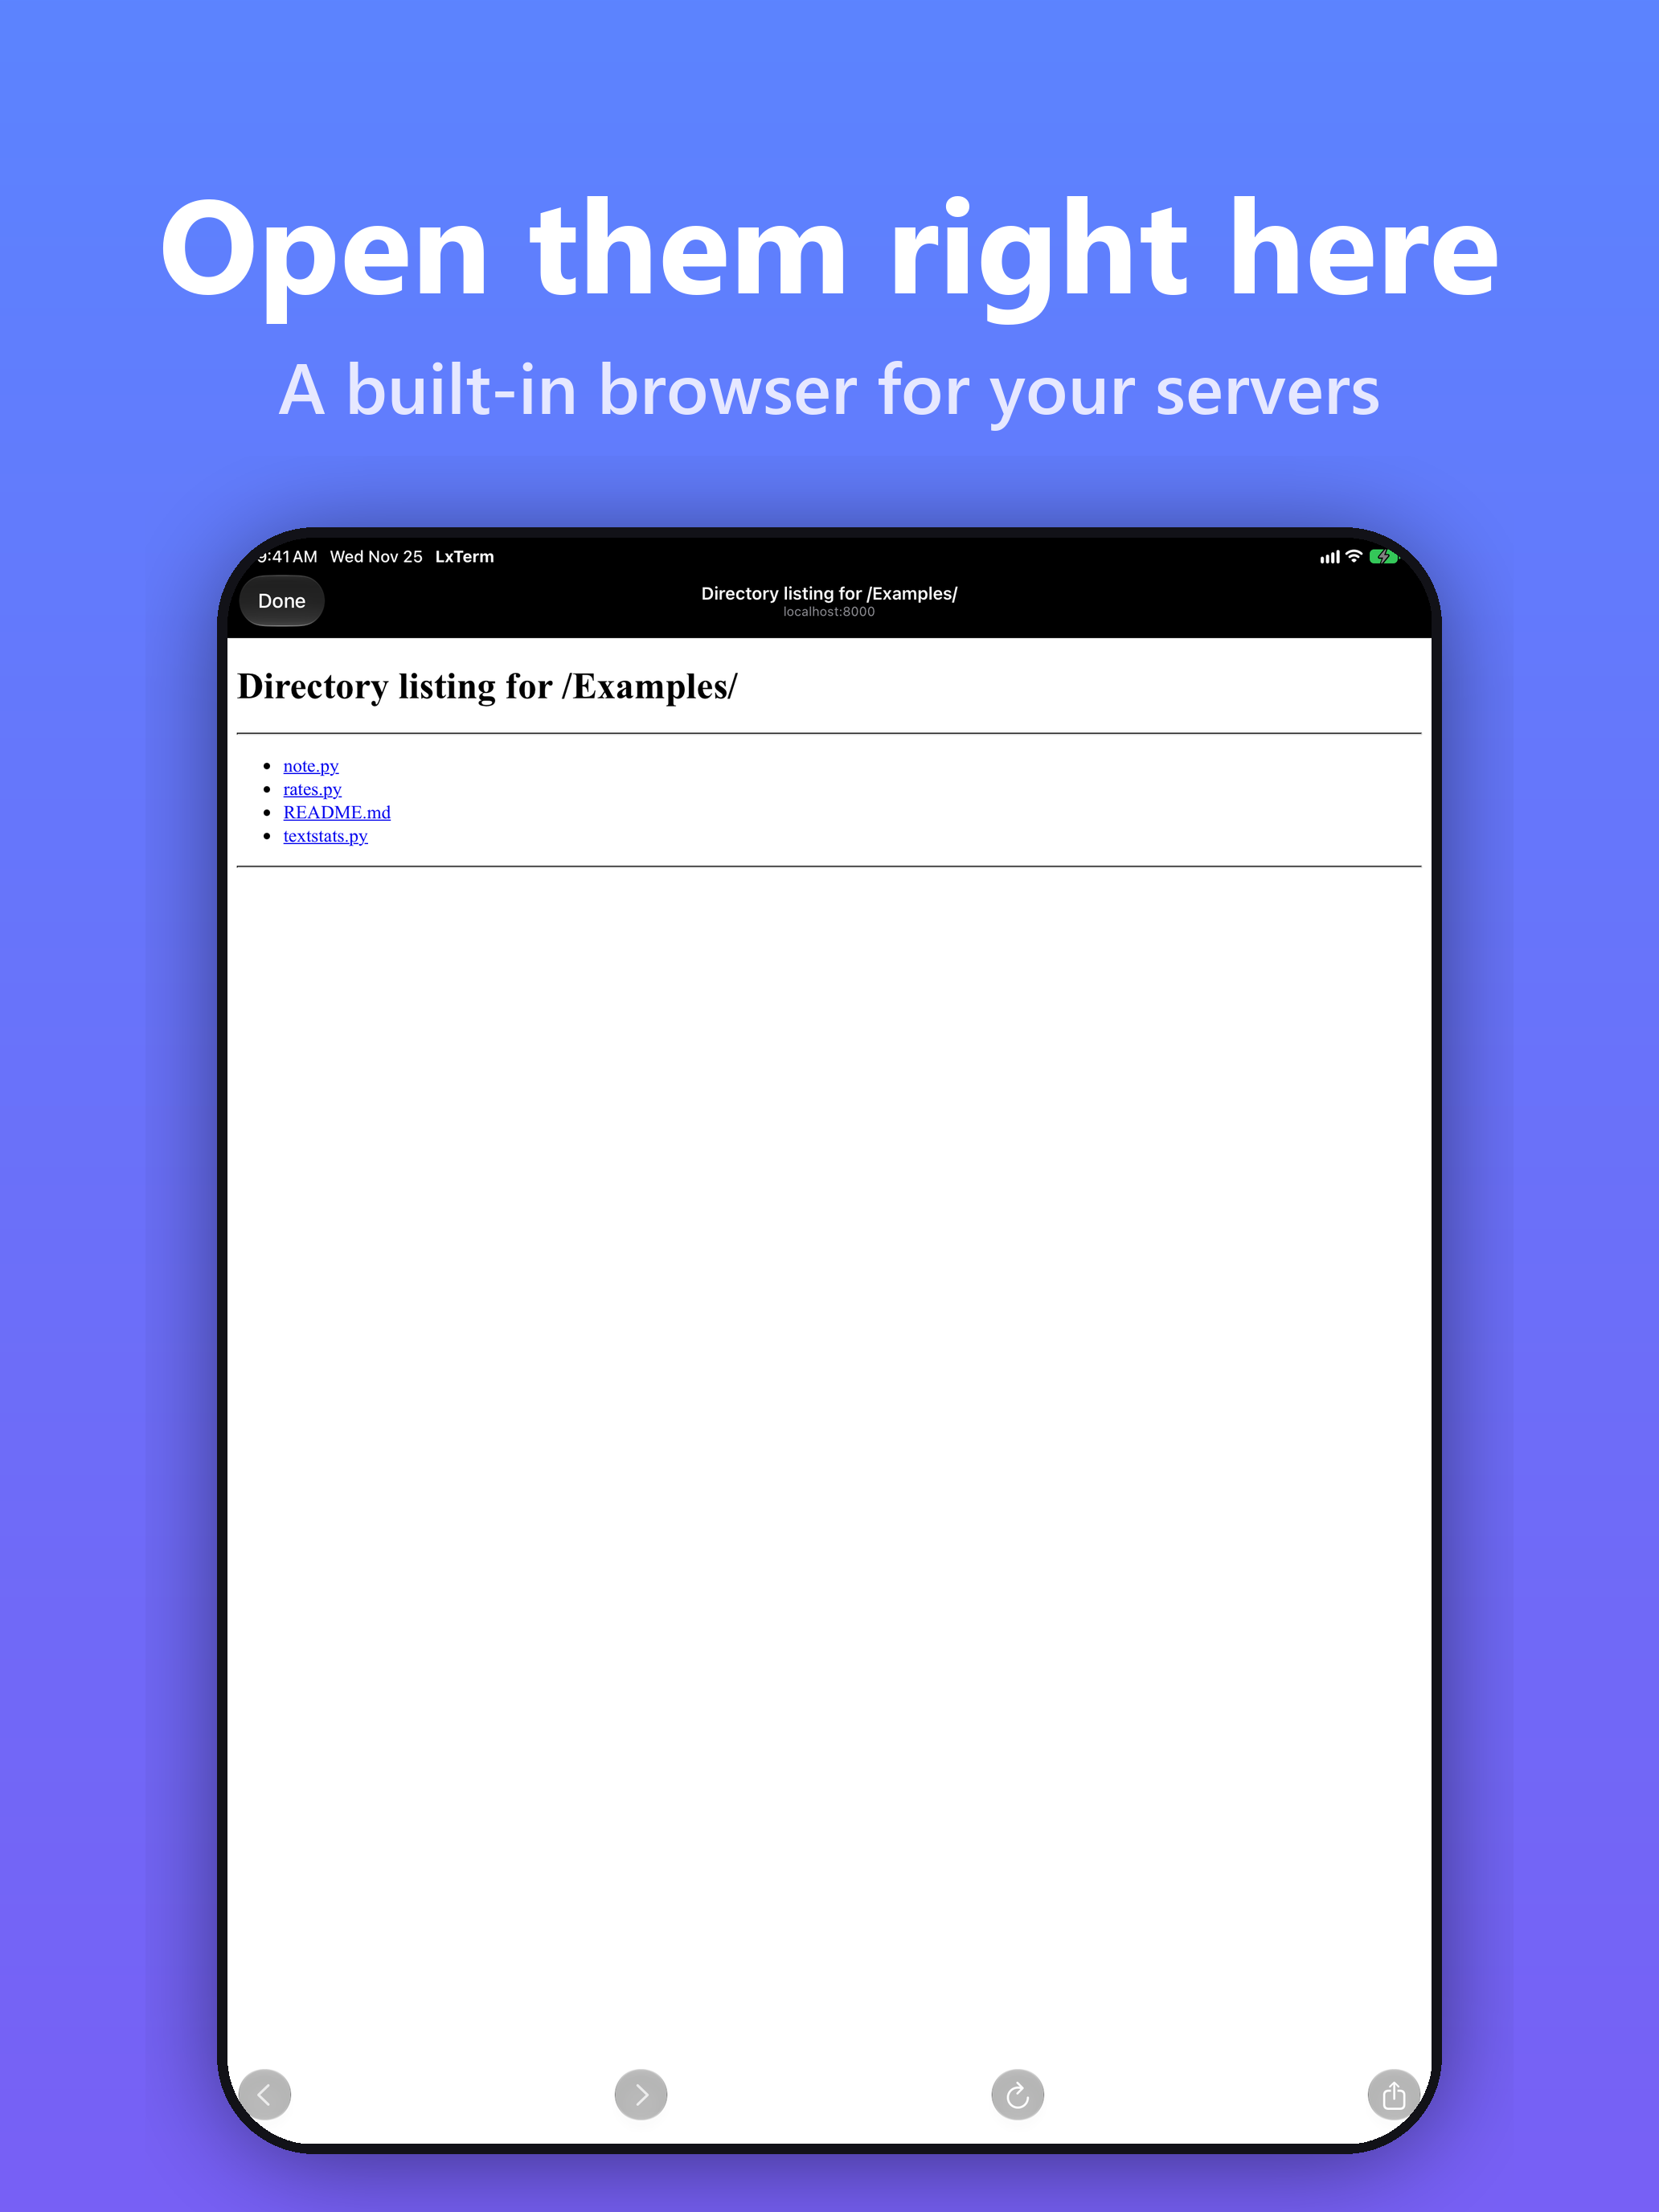 Open them right here
A built-in browser for your servers
9:41 AM Wed Nov 25 LxTerm
Done
Directory listing for /Examples/
localhost:8000
Directory listing for /Examples/
note.py
rates.py
README.md
textstats.py